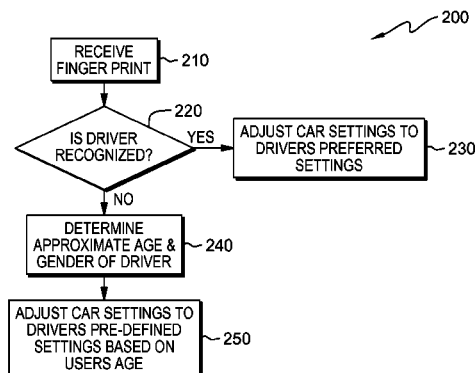 200
RECEIVE
FINGER PRINT
210
220
IS DRIVER
RECOGNIZED?
YES
ADJUST CAR SETTINGS TO
DRIVERS PREFERRED
SETTINGS
230
NO
DETERMINE
APPROXIMATE AGE &
GENDER OF DRIVER
240
ADJUST CAR SETTINGS TO
DRIVERS PRE-DEFINED
SETTINGS BASED ON
USERS AGE
250